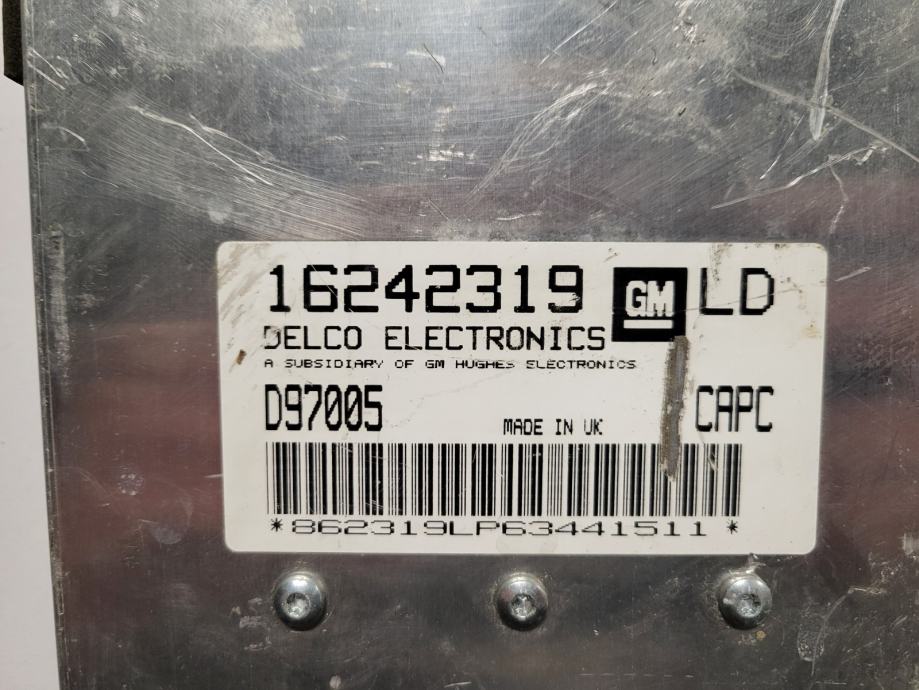 16242319 GM LD
DELCO ELECTRONICS
A SUBSIDIARY OF GM HUGHES ELECTRONICS
D97005 MADE IN UK CAPC
*862319LP63441511*